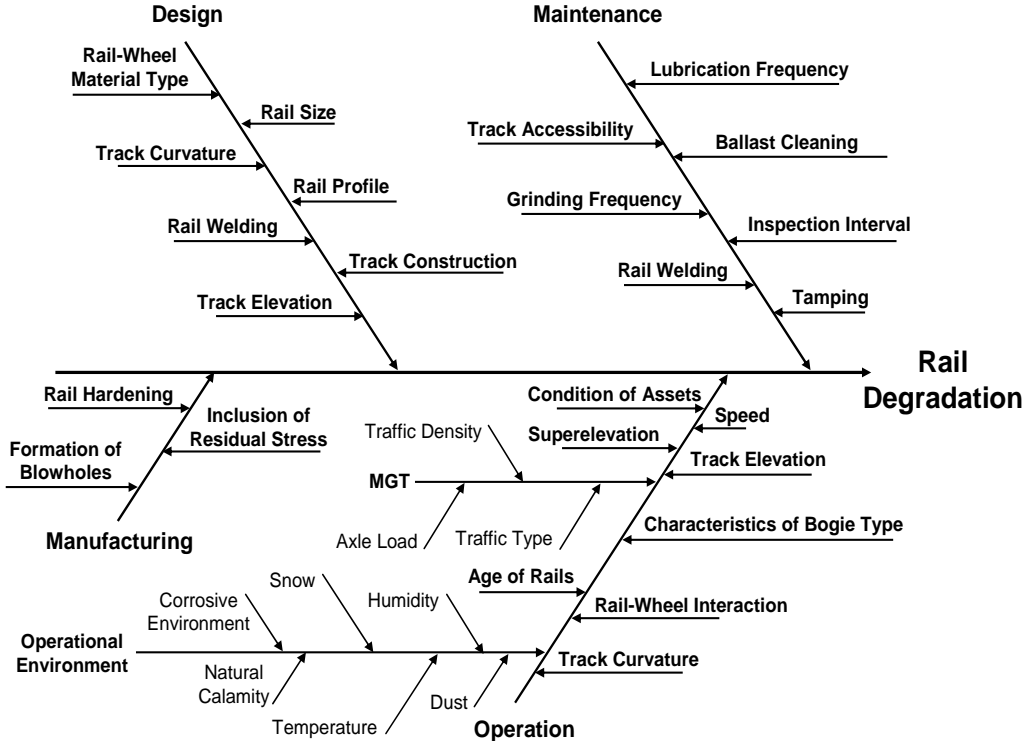 Design
Maintenance
Rail-Wheel
Material Type
Lubrication Frequency
Rail Size
Track Accessibility
Ballast Cleaning
Track Curvature
Rail Profile
Grinding Frequency
Rail Welding
Inspection Interval
Track Construction
Rail Welding
Track Elevation
Tamping
Rail
Degradation
Rail Hardening
Inclusion of
Residual Stress
Formation of
Blowholes
Manufacturing
Condition of Assets
Speed
Traffic Density
Superelevation
Track Elevation
MGT
Axle Load
Traffic Type
Characteristics of Bogie Type
Age of Rails
Snow
Humidity
Corrosive
Environment
Rail-Wheel Interaction
Operational
Environment
Track Curvature
Natural
Calamity
Dust
Temperature
Operation